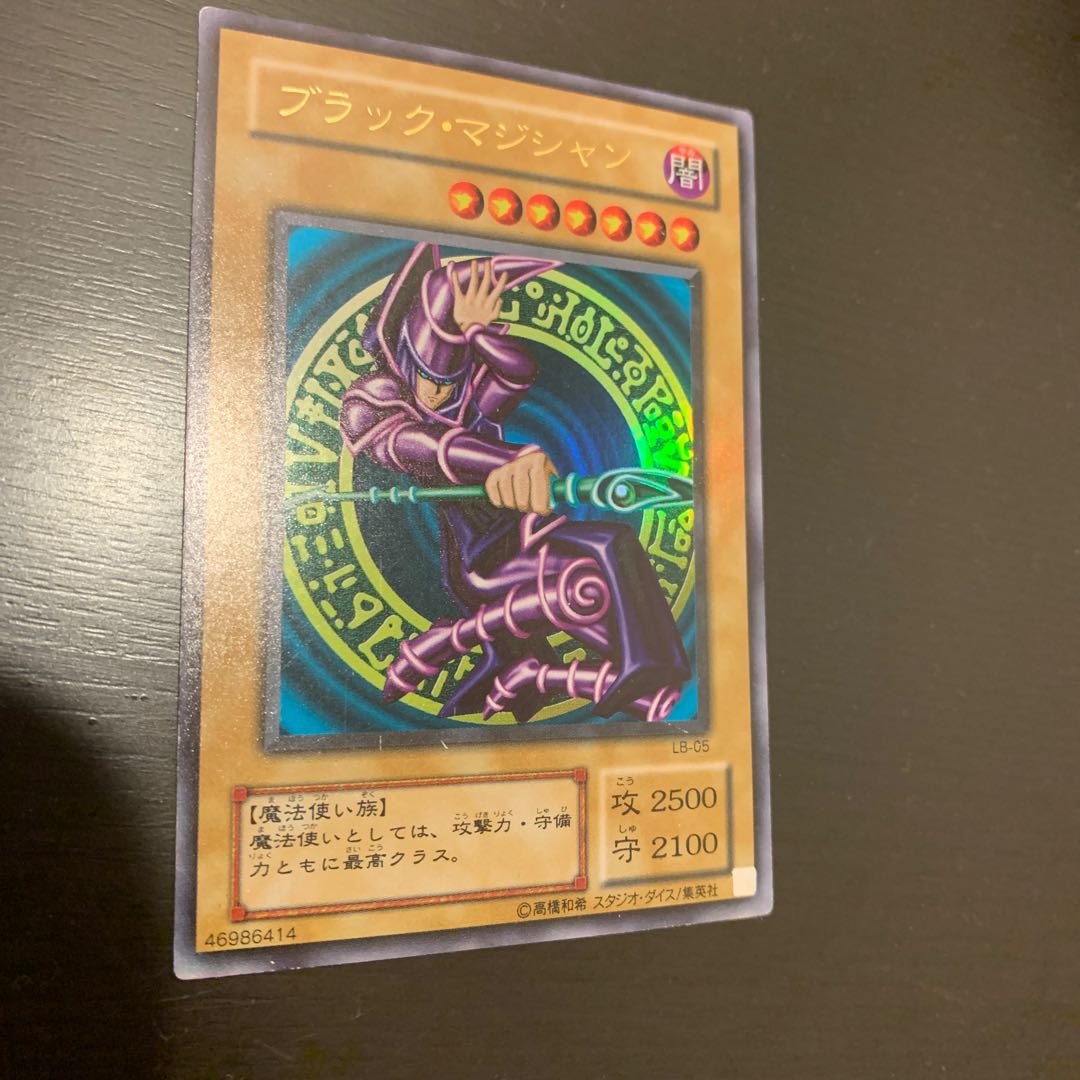 ブラック・マジシャン
闇
LB-05
【魔法使い族】
魔法使いとしては、攻撃力・守備
力ともに最高クラス。
攻 2500
守 2100
©高橋和希 スタジオ・ダイス/集英社
46986414